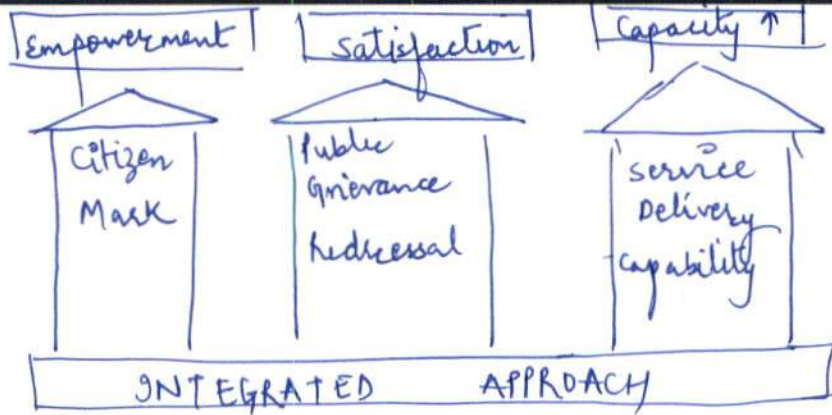 Empowerment
Satisfaction
Capacity ↑
Citizen
Mark
Public
Grievance
Redressal
Service
Delivery
Capability
INTEGRATED APPROACH